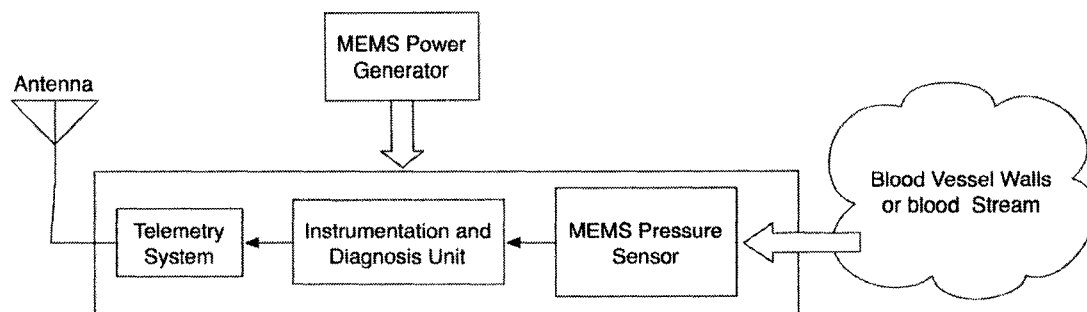 MEMS Power
Generator
Antenna
Blood Vessel Walls
or blood Stream
Telemetry
System
Instrumentation and
Diagnosis Unit
MEMS Pressure
Sensor